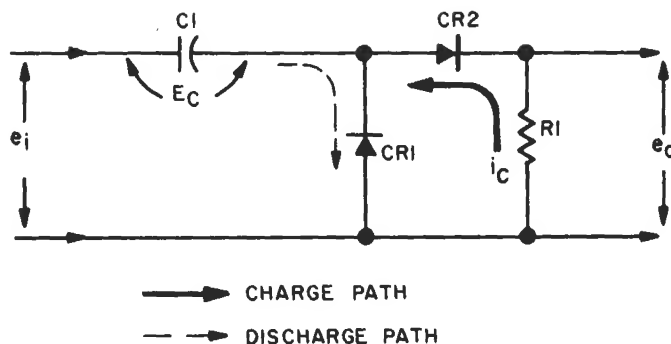 C1
CR2
EC
ei
CR1
iC
R1
eo
CHARGE PATH
DISCHARGE PATH